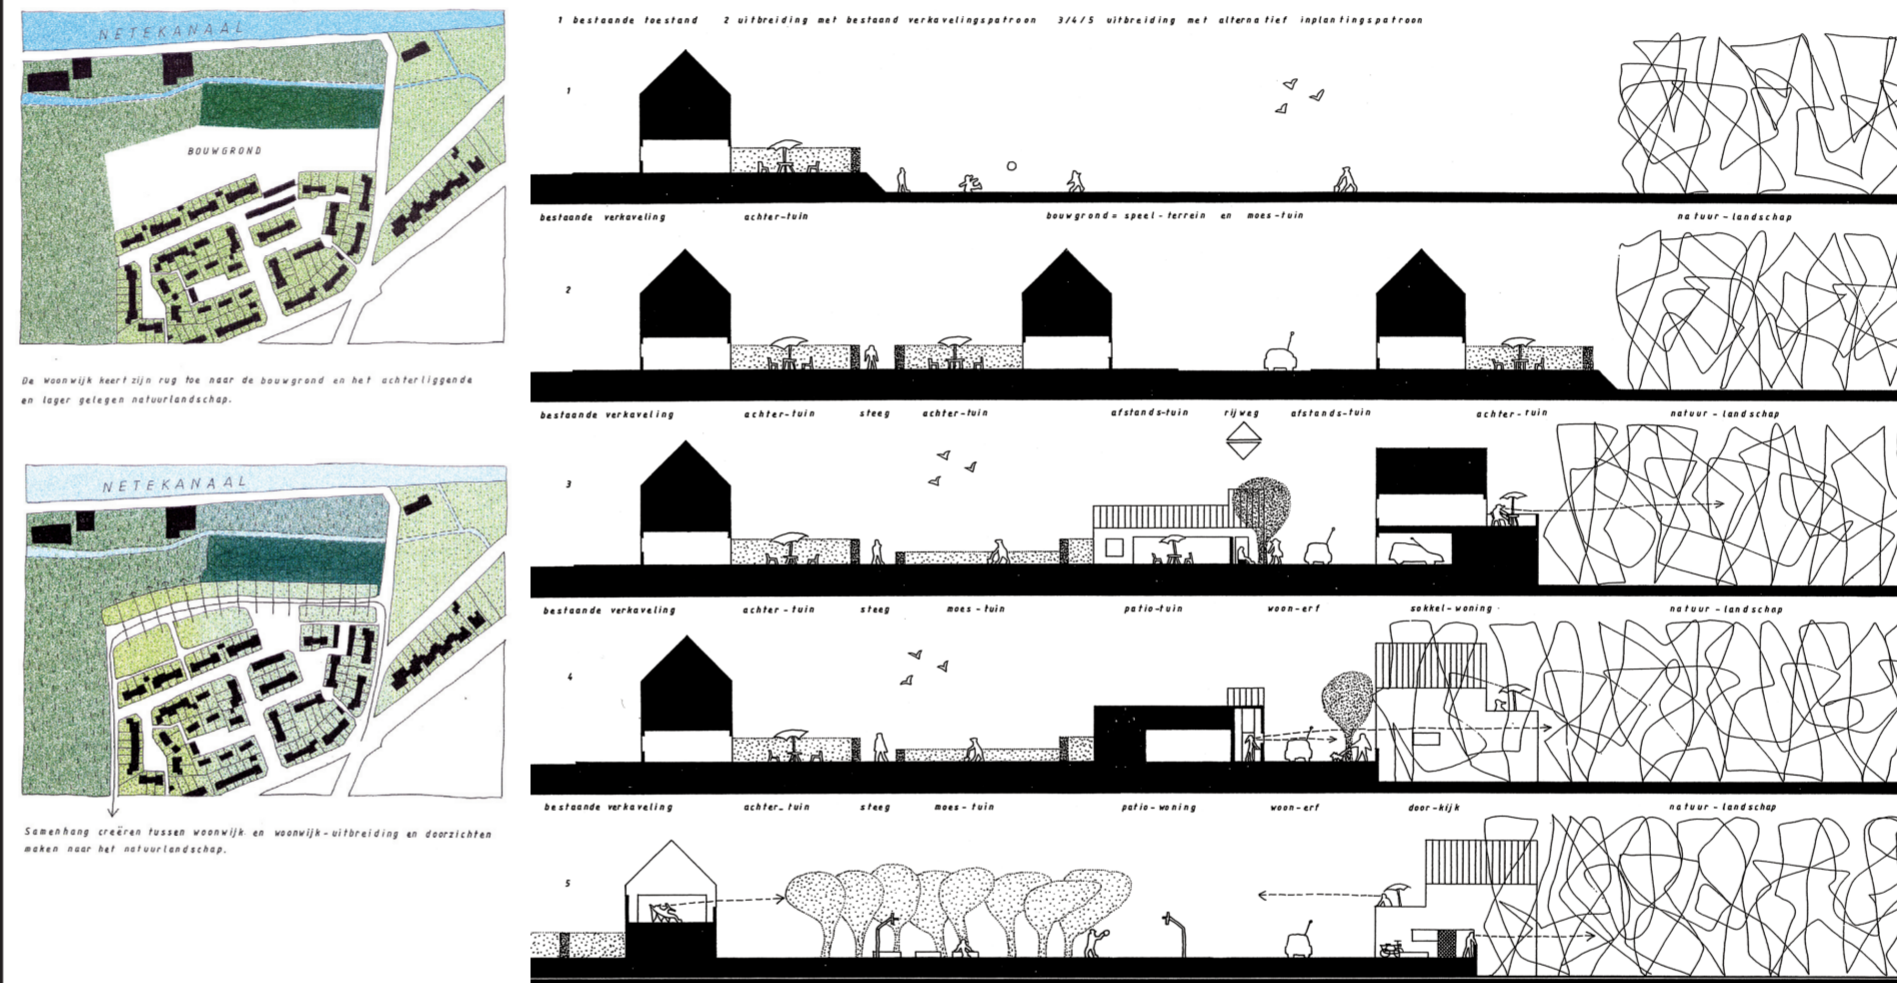 NETEKANAAL
BOUWGROND
De woonwijk keert zijn rug toe naar de bouwgrond en het achterliggende
en lager gelegen natuurlandschap.
NETEKANAAL
Samenhang creëren tussen woonwijk en woonwijk-uitbreiding en doorzichten
maken naar het natuurlandschap.
1 bestaande toestand 2 uitbreiding met bestaand verkavelingspatroon 3/4/5 uitbreiding met alternatief inplantingspatroon
1
bestaande verkaveling achter-tuin bouwgrond = speel-terrein en moes-tuin natuur-landschap
2
bestaande verkaveling achter-tuin steeg achter-tuin afstands-tuin rijweg afstands-tuin achter-tuin natuur-landschap
3
bestaande verkaveling achter-tuin steeg moes-tuin patio-tuin woon-erf sokkel-woning natuur-landschap
4
bestaande verkaveling achter-tuin steeg moes-tuin patio-woning woon-erf door-kijk natuur-landschap
5